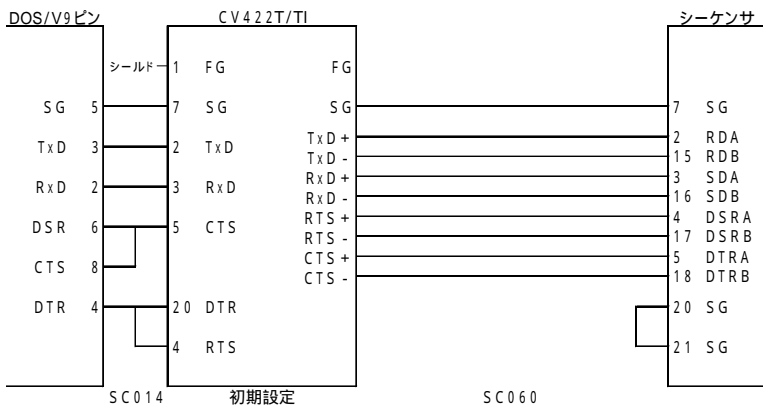 DOS/V9ピン CV422T/TI シーケンサ
シールド 1 FG FG
SG 5 7 SG SG 7 SG
TxD 3 2 TxD TxD+ 2 RDA
TxD- 15 RDB
RxD 2 3 RxD RxD+ 3 SDA
RxD- 16 SDB
DSR 6 5 CTS RTS+ 4 DSRA
RTS- 17 DSRB
CTS 8 CTS+ 5 DTRA
CTS- 18 DTRB
DTR 4 20 DTR 20 SG
4 RTS 21 SG
SC014 初期設定 SC060